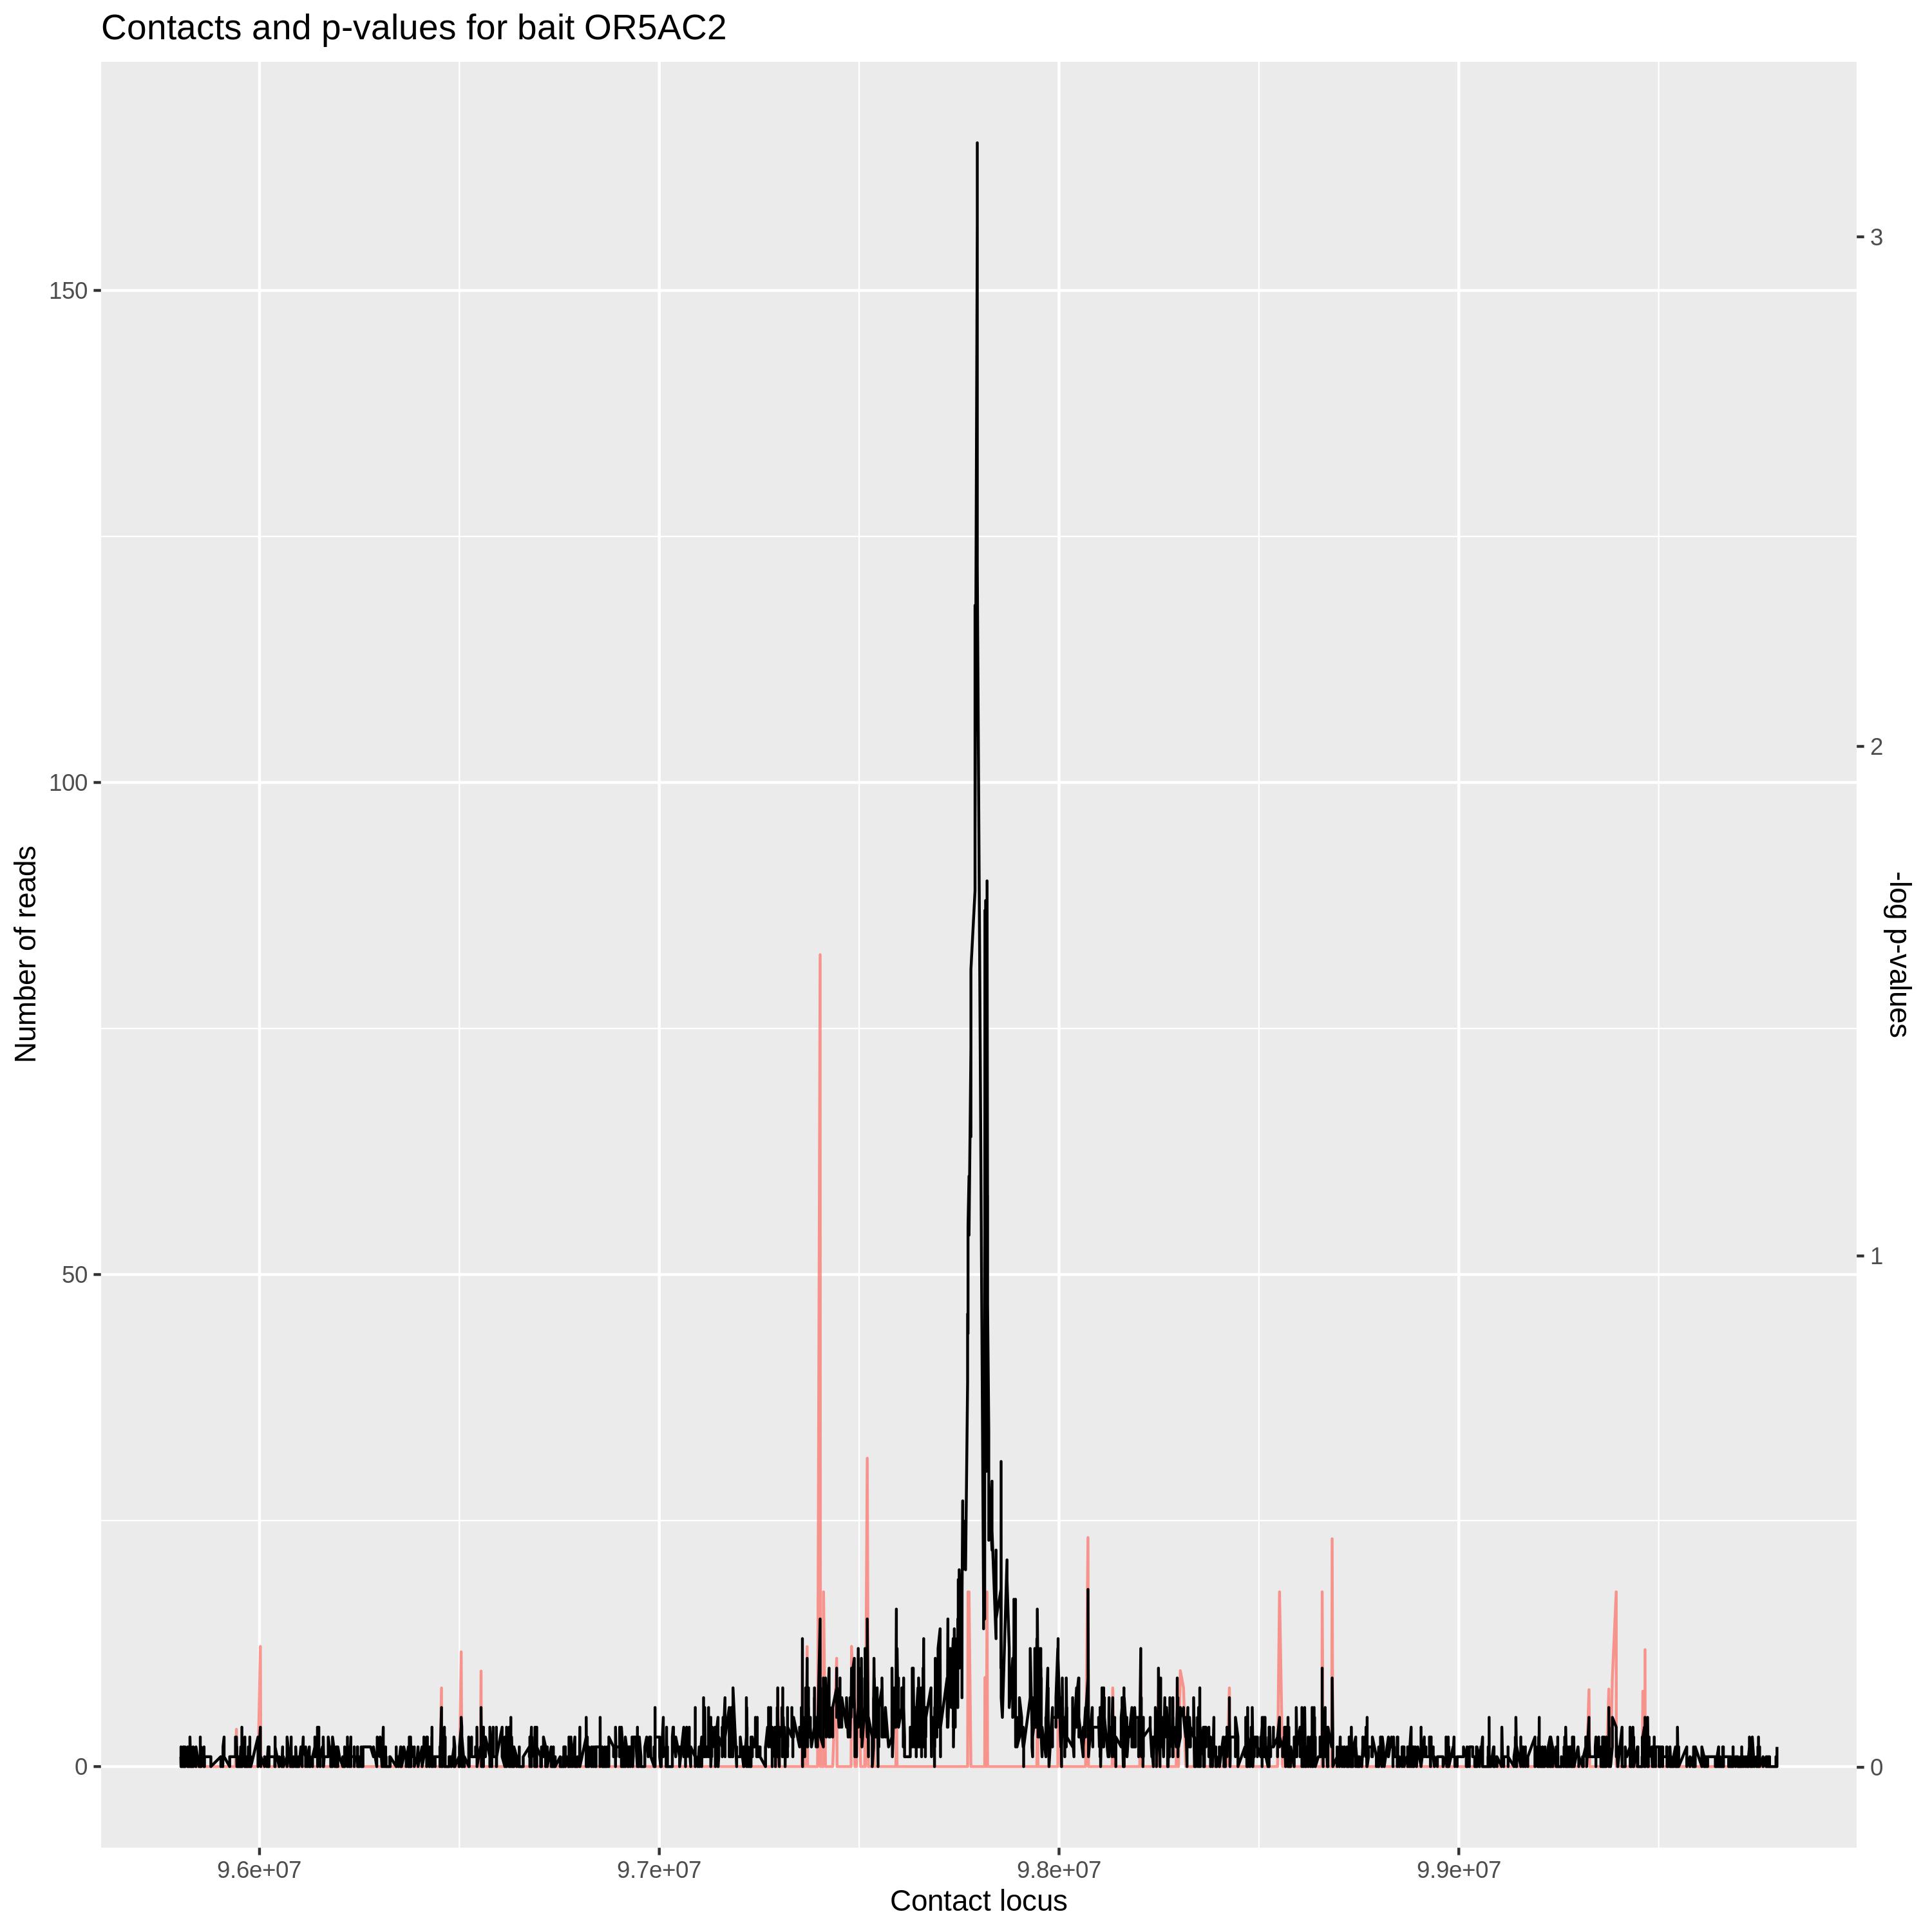 Contacts and p-values for bait OR5AC2
Number of reads
150
100
50
0
3
2
1
0
-log p-values
9.6e+07 9.7e+07 9.8e+07 9.9e+07
Contact locus